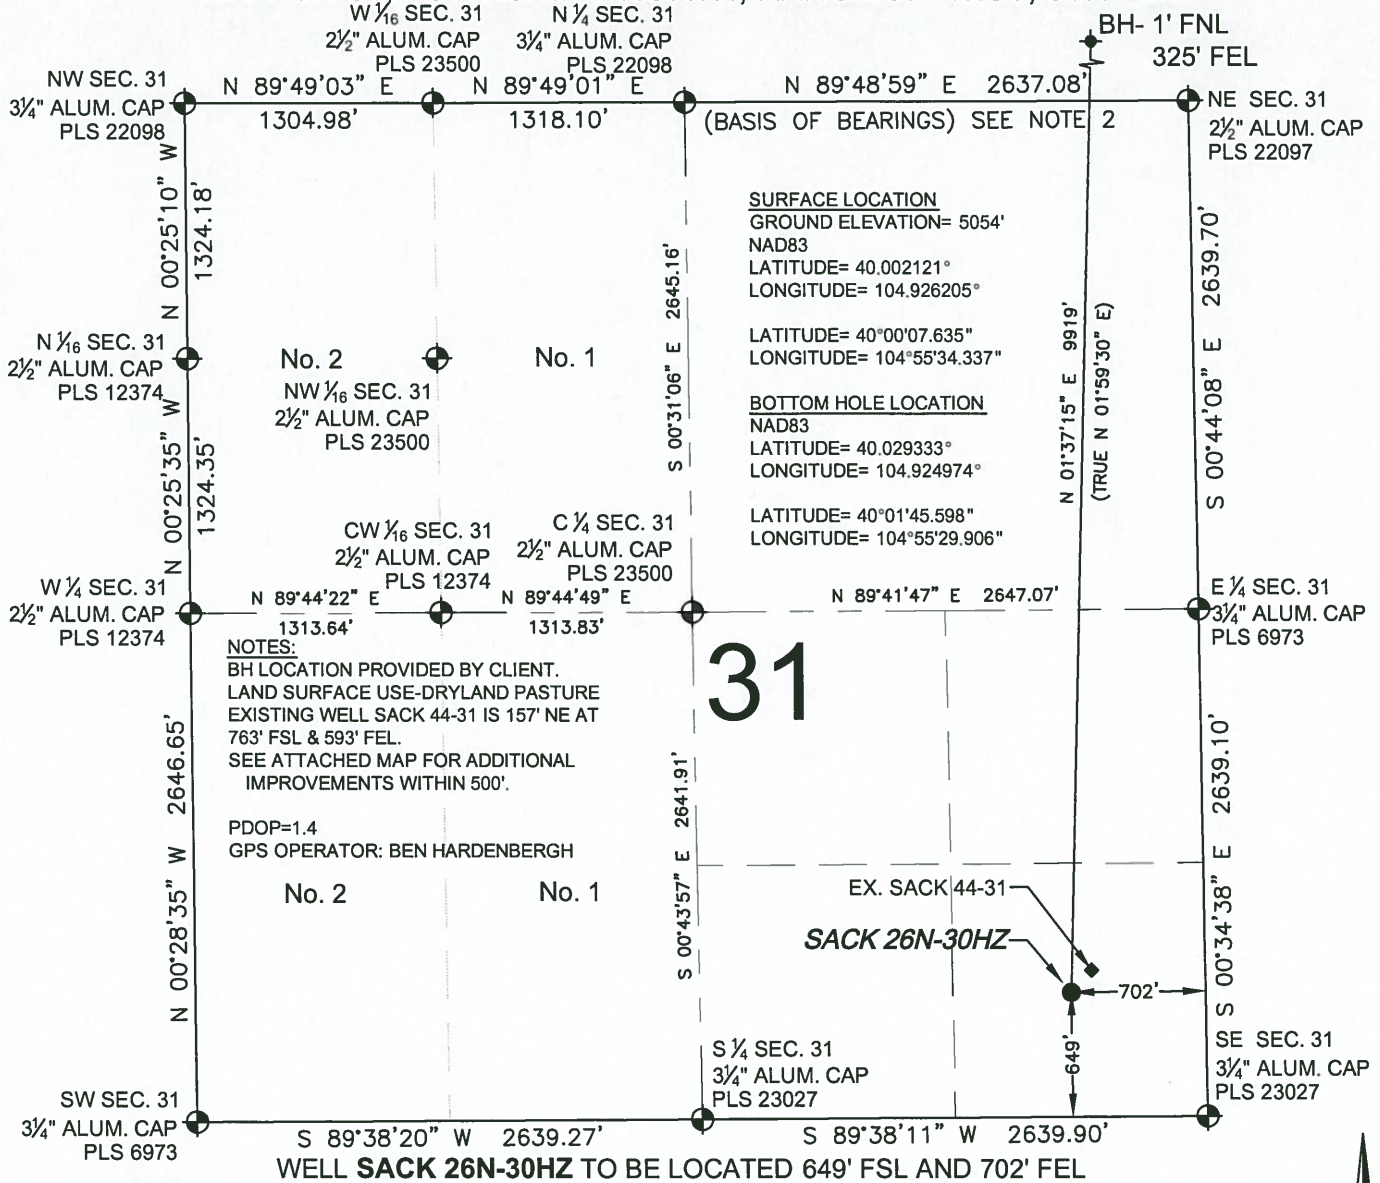 W 1/16 SEC. 31
2½" ALUM. CAP
PLS 23500
N ¼ SEC. 31
3¼" ALUM. CAP
PLS 22098
BH- 1' FNL
325' FEL
NW SEC. 31
3¼" ALUM. CAP
PLS 22098
N 89°49'03" E
1304.98'
N 89°49'01" E
1318.10'
N 89°48'59" E 2637.08'
(BASIS OF BEARINGS) SEE NOTE 2
NE SEC. 31
2½" ALUM. CAP
PLS 22097
N 00°25'10" W
1324.18'
SURFACE LOCATION
GROUND ELEVATION= 5054'
NAD83
LATITUDE= 40.002121°
LONGITUDE= 104.926205°
LATITUDE= 40°00'07.635"
LONGITUDE= 104°55'34.337"
BOTTOM HOLE LOCATION
NAD83
LATITUDE= 40.029333°
LONGITUDE= 104.924974°
LATITUDE= 40°01'45.598"
LONGITUDE= 104°55'29.906"
S 00°31'06" E 2645.16'
N 01°37'15" E 9919'
(TRUE N 01°59'30" E)
S 00°44'08" E 2639.70'
N 1/16 SEC. 31
2½" ALUM. CAP
PLS 12374
No. 2
No. 1
NW 1/16 SEC. 31
2½" ALUM. CAP
PLS 23500
N 00°25'35" W
1324.35'
CW 1/16 SEC. 31
2½" ALUM. CAP
PLS 12374
C ¼ SEC. 31
2½" ALUM. CAP
PLS 23500
W ¼ SEC. 31
2½" ALUM. CAP
PLS 12374
N 89°44'22" E
1313.64'
N 89°44'49" E
1313.83'
N 89°41'47" E 2647.07'
E ¼ SEC. 31
3¼" ALUM. CAP
PLS 6973
NOTES:
BH LOCATION PROVIDED BY CLIENT.
LAND SURFACE USE-DRYLAND PASTURE
EXISTING WELL SACK 44-31 IS 157' NE AT
763' FSL & 593' FEL.
SEE ATTACHED MAP FOR ADDITIONAL
IMPROVEMENTS WITHIN 500'.
PDOP=1.4
GPS OPERATOR: BEN HARDENBERGH
31
N 00°28'35" W 2646.65'
S 00°43'57" E 2641.91'
S 00°34'38" E 2639.10'
No. 2
No. 1
EX. SACK 44-31
SACK 26N-30HZ
702'
649'
S ¼ SEC. 31
3¼" ALUM. CAP
PLS 23027
SE SEC. 31
3¼" ALUM. CAP
PLS 23027
SW SEC. 31
3¼" ALUM. CAP
PLS 6973
S 89°38'20" W 2639.27'
S 89°38'11" W 2639.90'
WELL SACK 26N-30HZ TO BE LOCATED 649' FSL AND 702' FEL